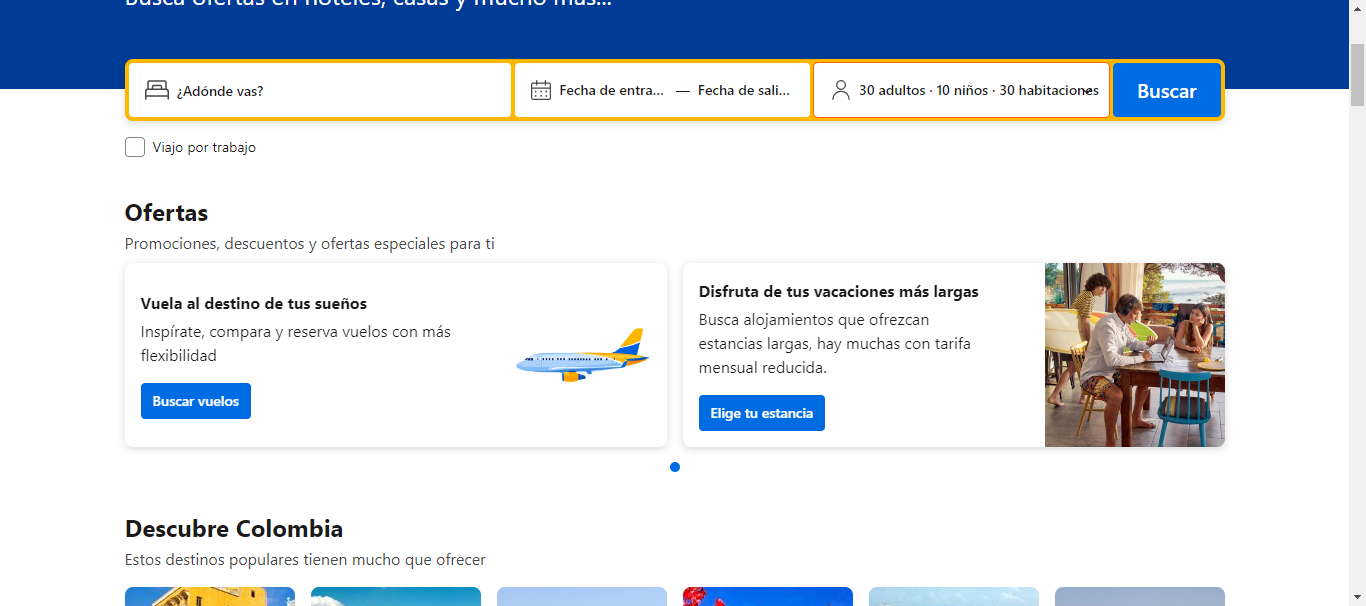 Busca ofertas en hoteles, casas y mucho más...
¿Adónde vas?
Fecha de entra... — Fecha de sali...
30 adultos · 10 niños · 30 habitaciones
Buscar
Viajo por trabajo
Ofertas
Promociones, descuentos y ofertas especiales para ti
Vuela al destino de tus sueños
Inspírate, compara y reserva vuelos con más
flexibilidad
Buscar vuelos
Disfruta de tus vacaciones más largas
Busca alojamientos que ofrezcan
estancias largas, hay muchas con tarifa
mensual reducida.
Elige tu estancia
Descubre Colombia
Estos destinos populares tienen mucho que ofrecer